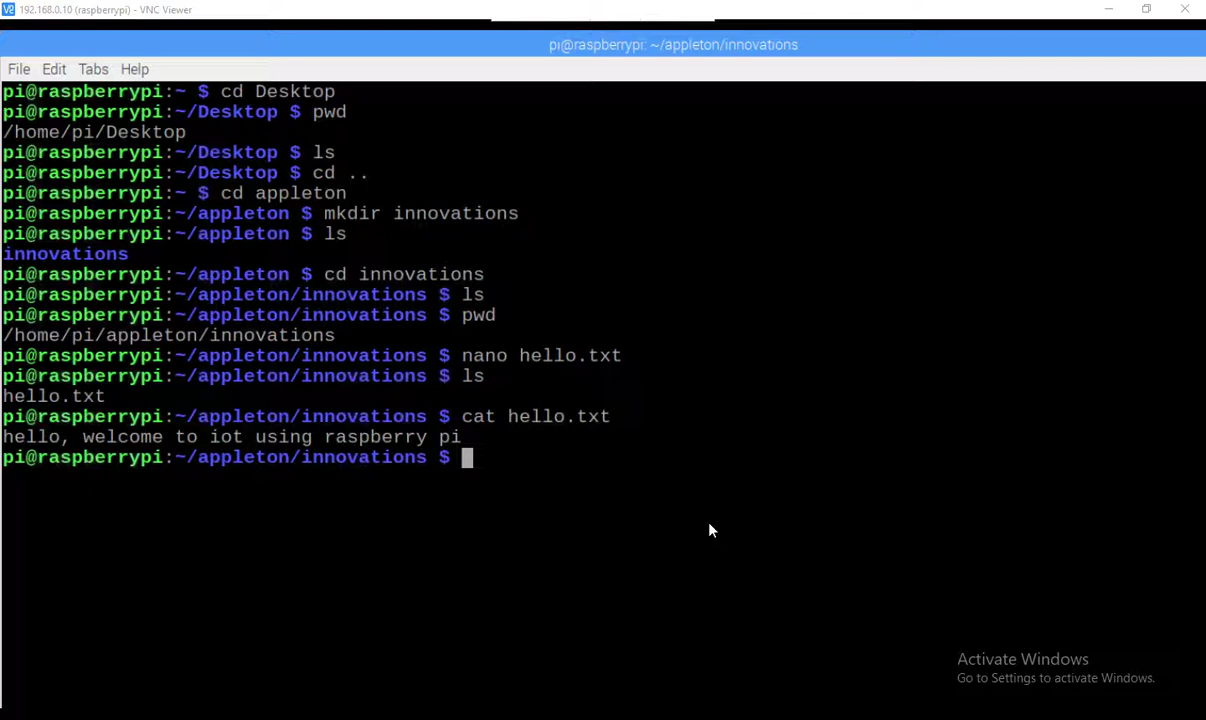 192.168.0.10 (raspberrypi) - VNC Viewer
pi@raspberrypi: ~/appleton/innovations
File Edit Tabs Help
pi@raspberrypi:~ $ cd Desktop
pi@raspberrypi:~/Desktop $ pwd
/home/pi/Desktop
pi@raspberrypi:~/Desktop $ ls
pi@raspberrypi:~/Desktop $ cd ..
pi@raspberrypi:~ $ cd appleton
pi@raspberrypi:~/appleton $ mkdir innovations
pi@raspberrypi:~/appleton $ ls
innovations
pi@raspberrypi:~/appleton $ cd innovations
pi@raspberrypi:~/appleton/innovations $ ls
pi@raspberrypi:~/appleton/innovations $ pwd
/home/pi/appleton/innovations
pi@raspberrypi:~/appleton/innovations $ nano hello.txt
pi@raspberrypi:~/appleton/innovations $ ls
hello.txt
pi@raspberrypi:~/appleton/innovations $ cat hello.txt
hello, welcome to iot using raspberry pi
pi@raspberrypi:~/appleton/innovations $
Activate Windows
Go to Settings to activate Windows.